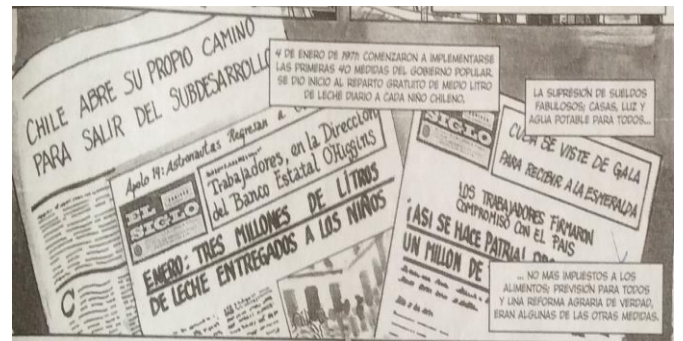 CHILE ABRE SU PROPIO CAMINO
PARA SALIR DEL SUBDESARROLLO
4 DE ENERO DE 1971: COMENZARON A IMPLEMENTARSE
LAS PRIMERAS 40 MEDIDAS DEL GOBIERNO POPULAR,
SE DIO INICIO AL REPARTO GRATUITO DE MEDIO LITRO
DE LECHE DIARIO A CADA NIÑO CHILENO.
LA SUPRESIÓN DE SUELDOS
FABULOSOS; CASAS, LUZ Y
AGUA POTABLE PARA TODOS...
Apolo 14: Astronautas Regresan a
EL
SIGLO
Trabajadores, en la Dirección
del Banco Estatal O'Higgins
ENERO: TRES MILLONES DE LITROS
DE LECHE ENTREGADOS A LOS NIÑOS
SIGLO
CUBA SE VISTE DE GALA
PARA RECIBIR A LA ESMERALDA
LOS TRABAJADORES FIRMARON
COMPROMISO CON EL PAIS
¡ASI SE HACE PATRIA!
UN MILLON DE
... NO MÁS IMPUESTOS A LOS
ALIMENTOS; PREVISIÓN PARA TODOS
Y UNA REFORMA AGRARIA DE VERDAD,
ERAN ALGUNAS DE LAS OTRAS MEDIDAS.